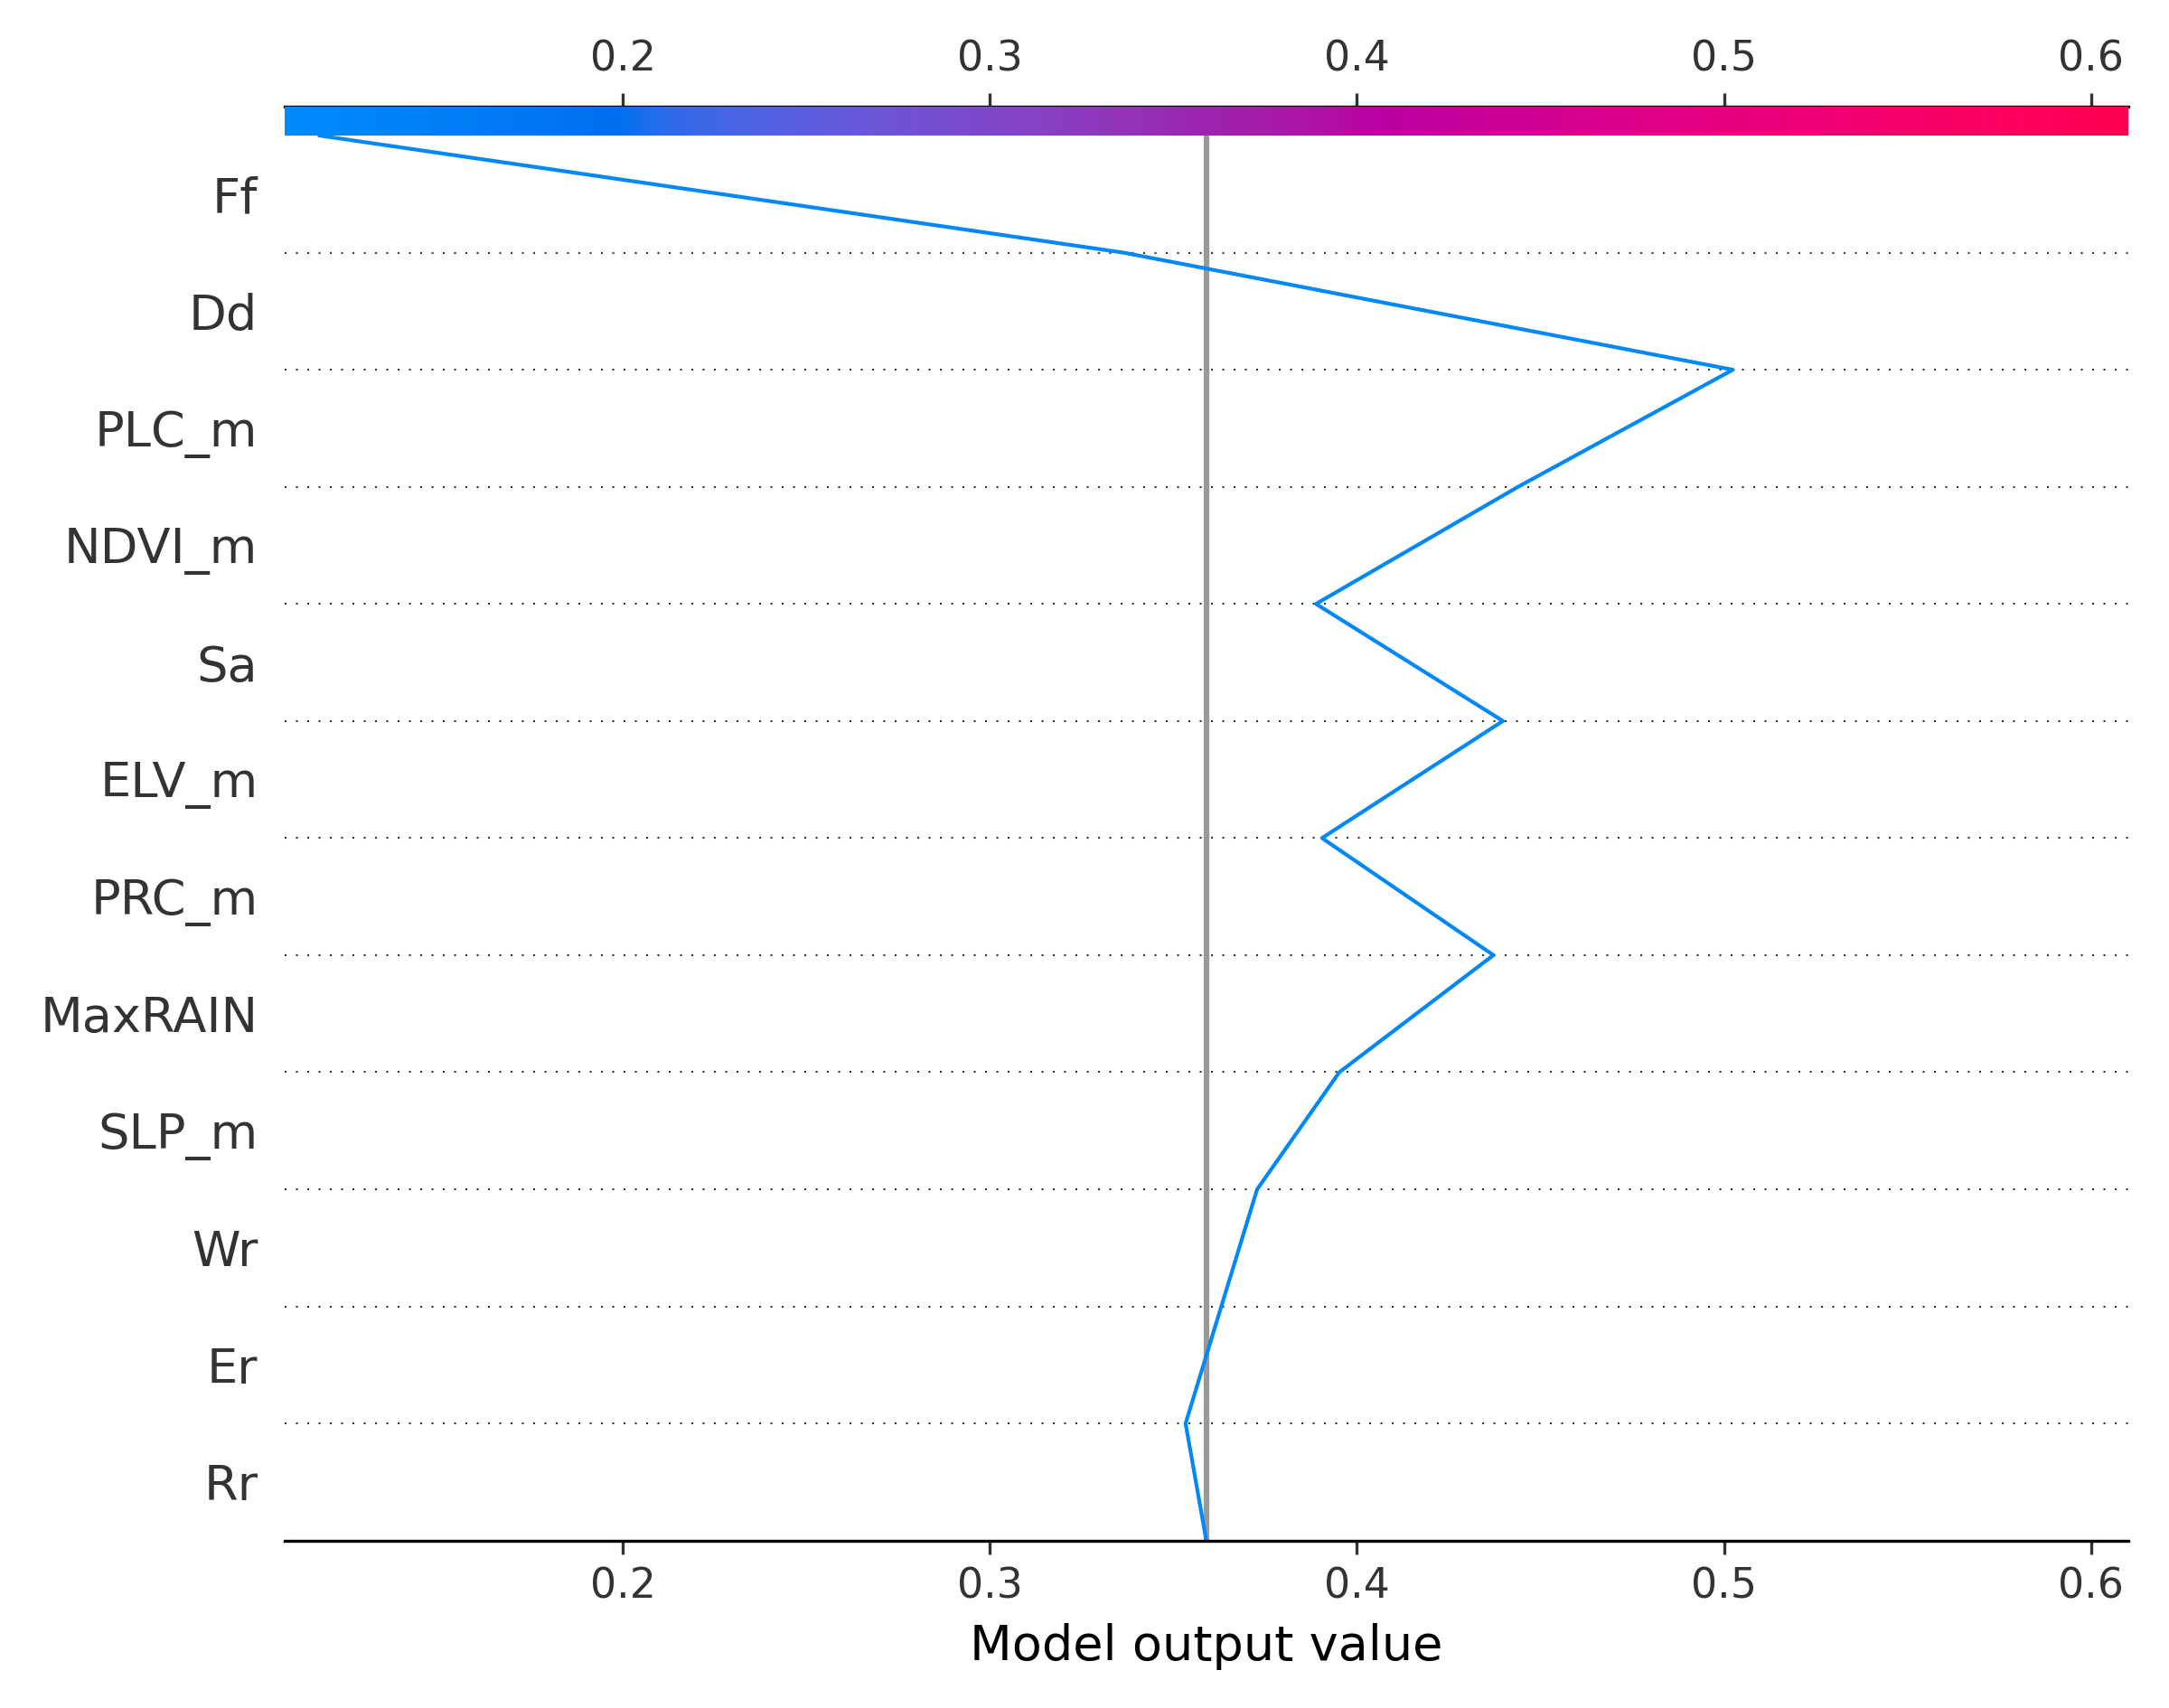 0.2 0.3 0.4 0.5 0.6
Ff
Dd
PLC_m
NDVI_m
Sa
ELV_m
PRC_m
MaxRAIN
SLP_m
Wr
Er
Rr
0.2 0.3 0.4 0.5 0.6
Model output value